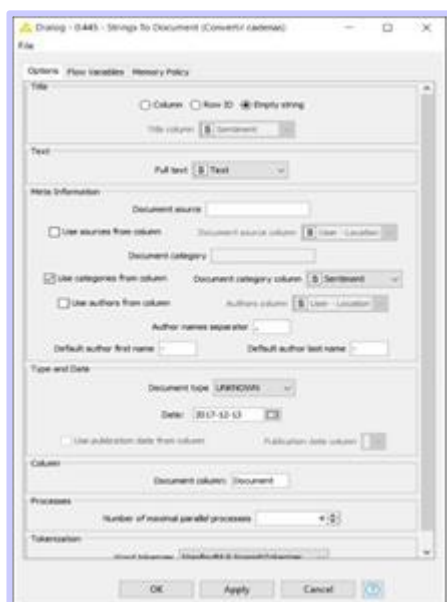 Dialog - 0:445 - Strings To Document (Convertir cadenas)
File
Options Flow Variables Memory Policy
Title
Column Row ID Empty string
Title column S Sentiment
Text
Full text S Text
Meta Information
Document source
Use sources from column Document source column S User - Location
Document category
Use categories from column Document category column S Sentiment
Use authors from column Authors column S User - Location
Author names separator ,
Default author first name - Default author last name -
Type and Date
Document type UNKNOWN
Date: 2017-12-13
Use publication date from column Publication date column
Column
Document column: Document
Processes
Number of maximal parallel processes 4
Tokenization
OK Apply Cancel